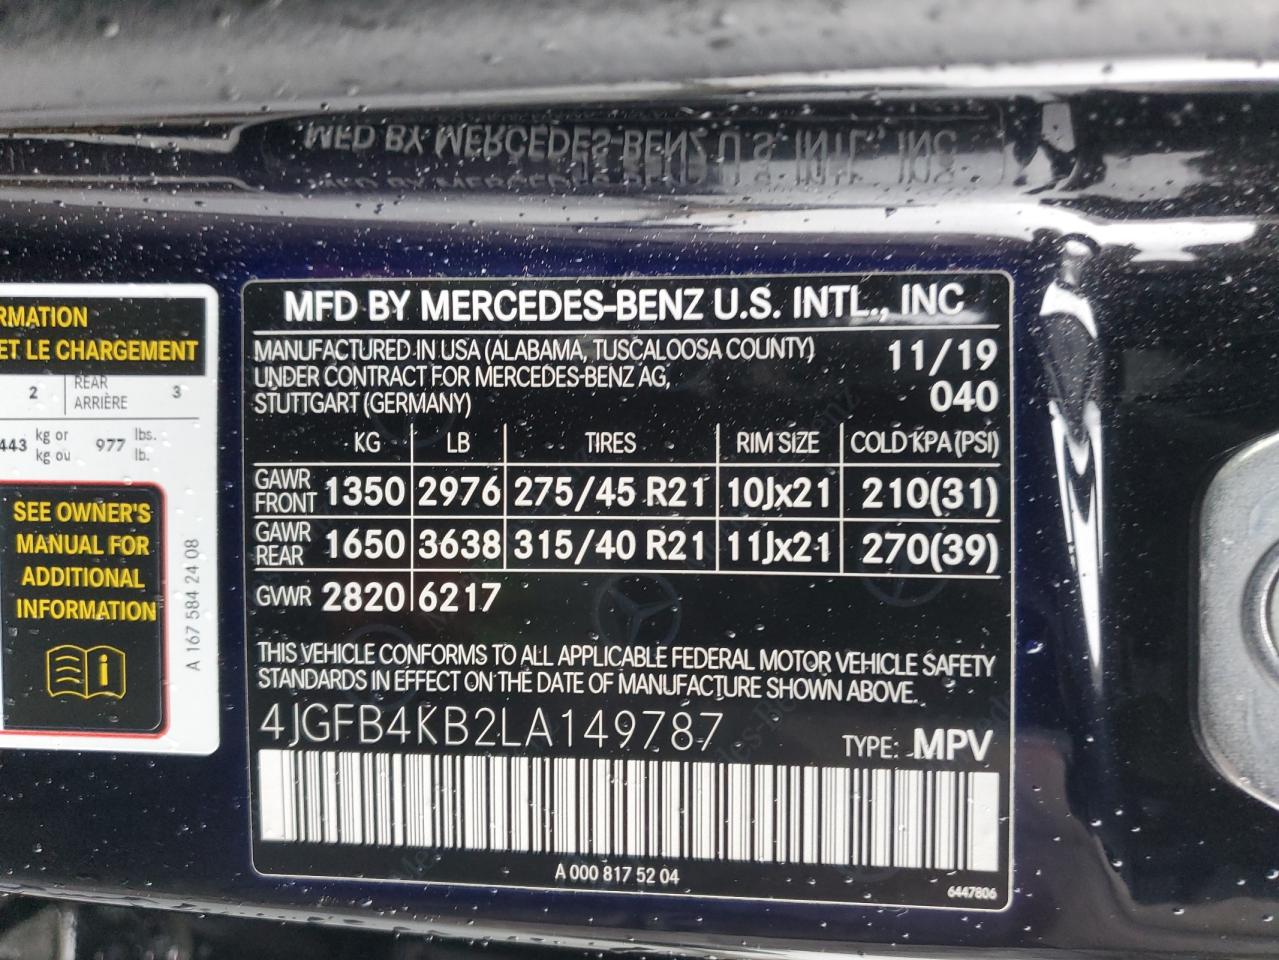 RMATION
ET LE CHARGEMENT
2 REAR ARRIÈRE 3
443 kg or kg ou 977 lbs. lb.
SEE OWNER'S
MANUAL FOR
ADDITIONAL
INFORMATION
A 167 584 24 08
MFD BY MERCEDES-BENZ U.S. INTL., INC
MANUFACTURED IN USA (ALABAMA, TUSCALOOSA COUNTY) 11/19
UNDER CONTRACT FOR MERCEDES-BENZ AG, 040
STUTTGART (GERMANY)
KG LB TIRES RIM SIZE COLD KPA (PSI)
GAWR FRONT 1350 2976 275/45 R21 10Jx21 210(31)
GAWR REAR 1650 3638 315/40 R21 11Jx21 270(39)
GVWR 2820 6217
THIS VEHICLE CONFORMS TO ALL APPLICABLE FEDERAL MOTOR VEHICLE SAFETY
STANDARDS IN EFFECT ON THE DATE OF MANUFACTURE SHOWN ABOVE.
4JGFB4KB2LA149787 TYPE: MPV
A 000 817 52 04
6447806